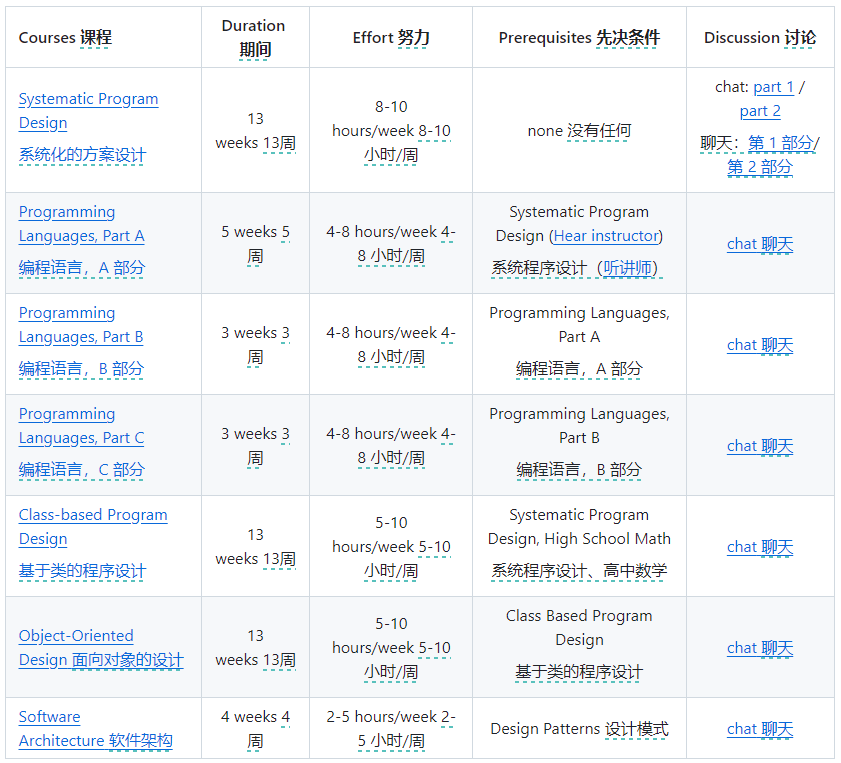 Courses 课程
Duration
期间
Effort 努力
Prerequisites 先决条件
Discussion 讨论
Systematic Program
Design
系统化的方案设计
13
weeks 13周
8-10
hours/week 8-10
小时/周
none 没有任何
chat: part 1 /
part 2
聊天：第 1 部分/
第 2 部分
Programming
Languages, Part A
编程语言，A 部分
5 weeks 5
周
4-8 hours/week 4-
8 小时/周
Systematic Program
Design (Hear instructor)
系统程序设计（听讲师）
chat 聊天
Programming
Languages, Part B
编程语言，B 部分
3 weeks 3
周
4-8 hours/week 4-
8 小时/周
Programming Languages,
Part A
编程语言，A 部分
chat 聊天
Programming
Languages, Part C
编程语言，C 部分
3 weeks 3
周
4-8 hours/week 4-
8 小时/周
Programming Languages,
Part B
编程语言，B 部分
chat 聊天
Class-based Program
Design
基于类的程序设计
13
weeks 13周
5-10
hours/week 5-10
小时/周
Systematic Program
Design, High School Math
系统程序设计、高中数学
chat 聊天
Object-Oriented
Design 面向对象的设计
13
weeks 13周
5-10
hours/week 5-10
小时/周
Class Based Program
Design
基于类的程序设计
chat 聊天
Software
Architecture 软件架构
4 weeks 4
周
2-5 hours/week 2-
5 小时/周
Design Patterns 设计模式
chat 聊天